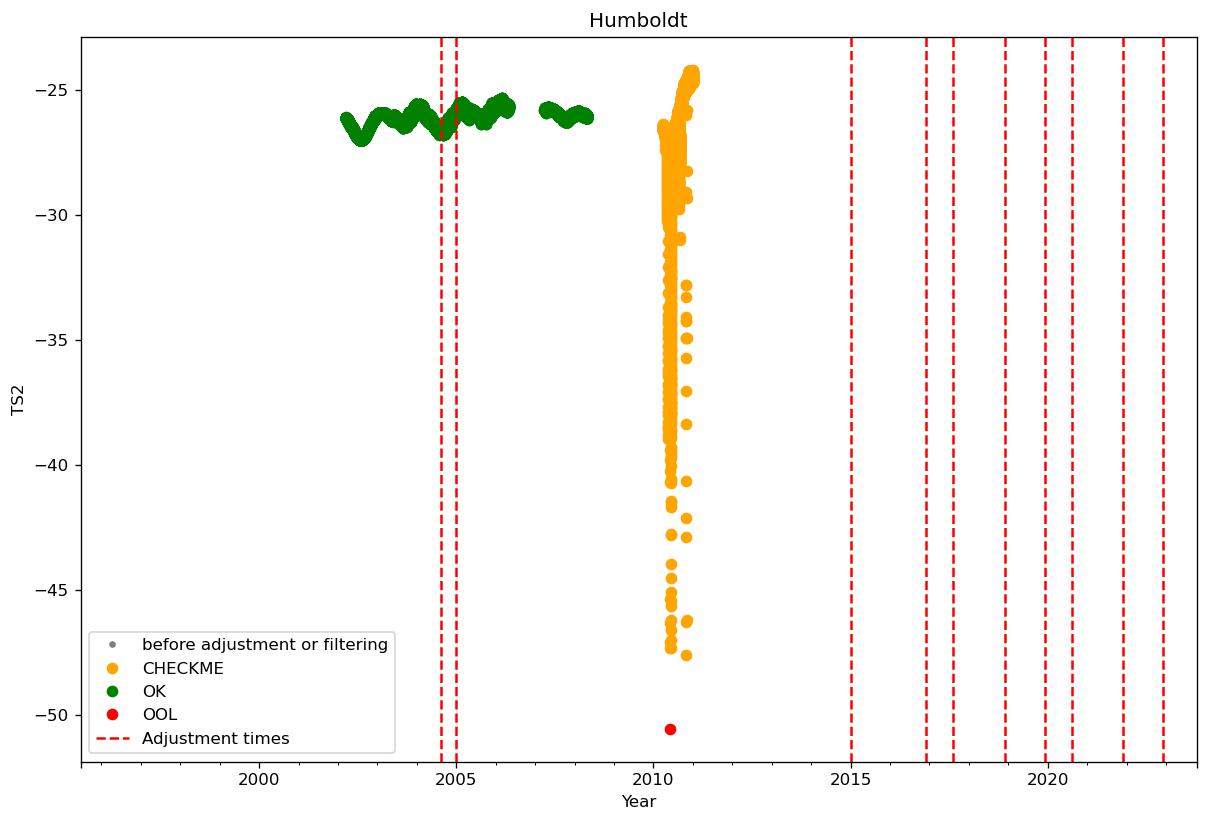 Humboldt
−25
−30
−35
−40
−45
−50
TS2
before adjustment or filtering
CHECKME
OK
OOL
Adjustment times
2000
2005
2010
2015
2020
Year